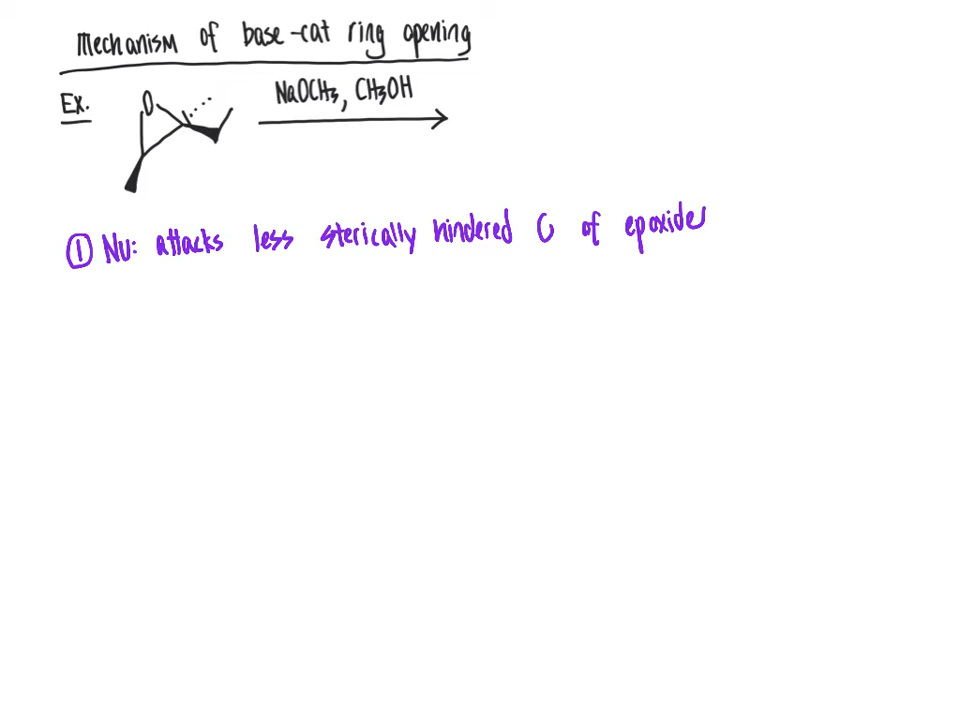 Mechanism of base-cat ring opening
Ex.
O
NaOCH₃, CH₃OH
① Nu: attacks less sterically hindered C of epoxide